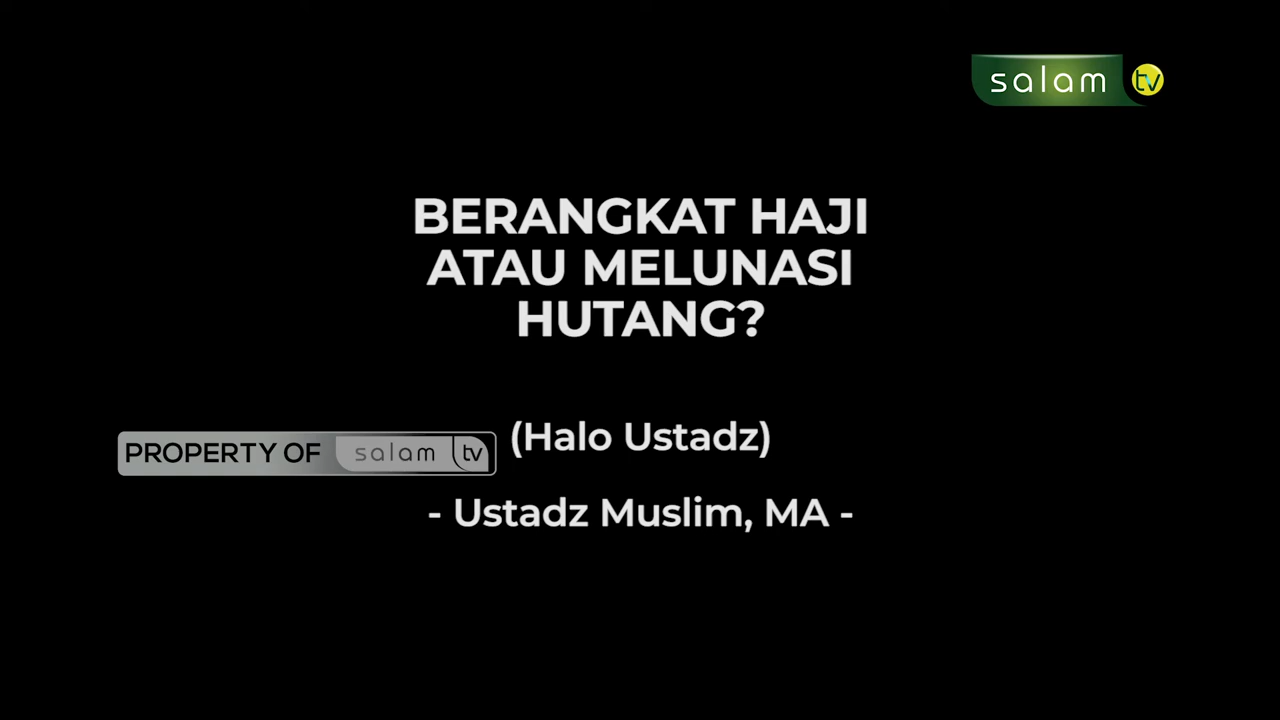 salam tv
BERANGKAT HAJI
ATAU MELUNASI
HUTANG?
(Halo Ustadz)
PROPERTY OF salam tv
- Ustadz Muslim, MA -